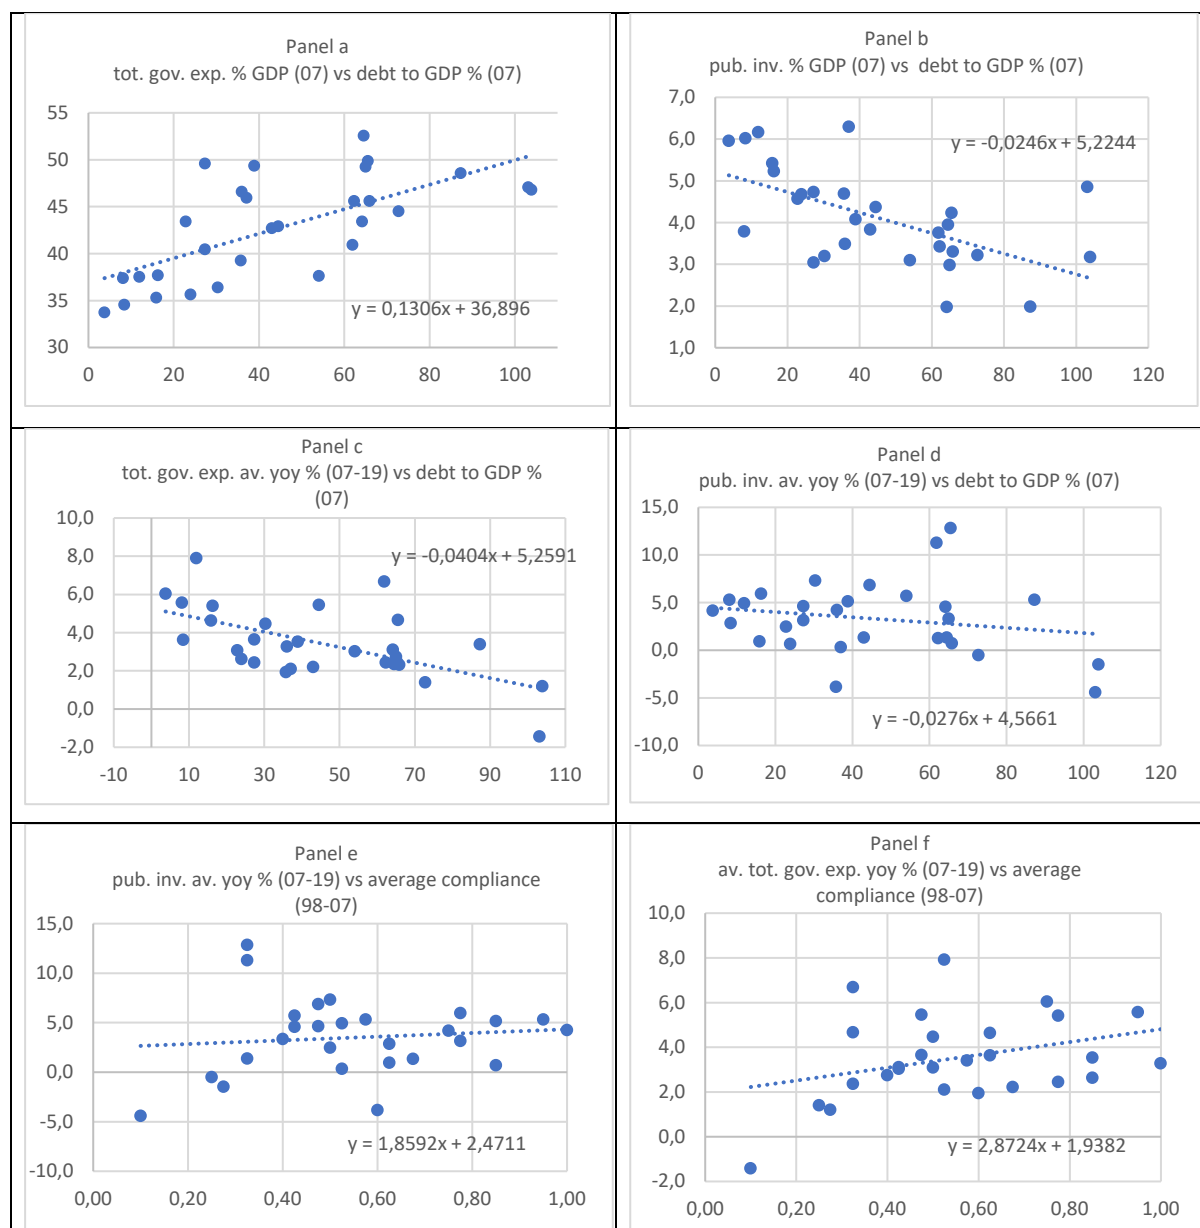 Panel a
tot. gov. exp. % GDP (07) vs debt to GDP % (07)
55
50
45
40
35
30
y = 0,1306x + 36,896
0 20 40 60 80 100
Panel b
pub. inv. % GDP (07) vs debt to GDP % (07)
7,0
6,0
5,0
4,0
3,0
2,0
1,0
y = -0,0246x + 5,2244
0 20 40 60 80 100 120
Panel c
tot. gov. exp. av. yoy % (07-19) vs debt to GDP %
(07)
10,0
8,0
6,0
4,0
2,0
0,0
-2,0
y = -0,0404x + 5,2591
-10 10 30 50 70 90 110
Panel d
pub. inv. av. yoy % (07-19) vs debt to GDP % (07)
15,0
10,0
5,0
0,0
-5,0
-10,0
y = -0,0276x + 4,5661
0 20 40 60 80 100 120
Panel e
pub. inv. av. yoy % (07-19) vs average compliance
(98-07)
15,0
10,0
5,0
0,0
-5,0
-10,0
y = 1,8592x + 2,4711
0,00 0,20 0,40 0,60 0,80 1,00
Panel f
av. tot. gov. exp. yoy % (07-19) vs average
compliance (98-07)
10,0
8,0
6,0
4,0
2,0
0,0
-2,0
y = 2,8724x + 1,9382
0,00 0,20 0,40 0,60 0,80 1,00